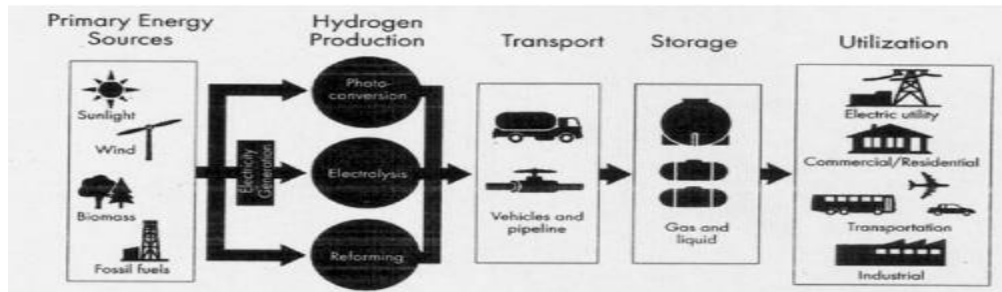 Primary Energy
Sources
Hydrogen
Production
Transport
Storage
Utilization
Sunlight
Wind
Biomass
Fossil fuels
Electricity
Generation
Photo-
conversion
Electrolysis
Reforming
Vehicles and
pipeline
Gas and
liquid
Electric utility
Commercial/Residential
Transportation
Industrial